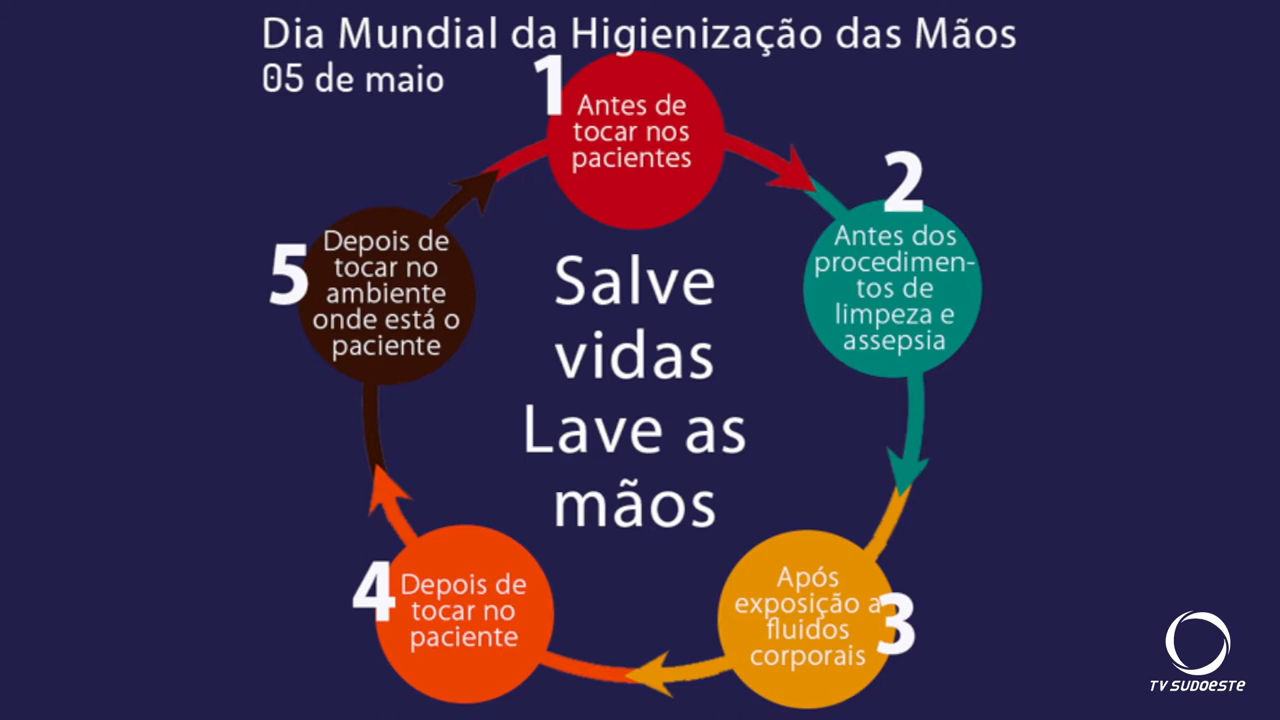 Dia Mundial da Higienização das Mãos
05 de maio
1
Antes de
tocar nos
pacientes
2
Antes dos
procedimen-
tos de
limpeza e
assepsia
3
Após
exposição a
fluidos
corporais
4
Depois de
tocar no
paciente
5
Depois de
tocar no
ambiente
onde está o
paciente
Salve
vidas
Lave as
mãos
TV SUDOESTE